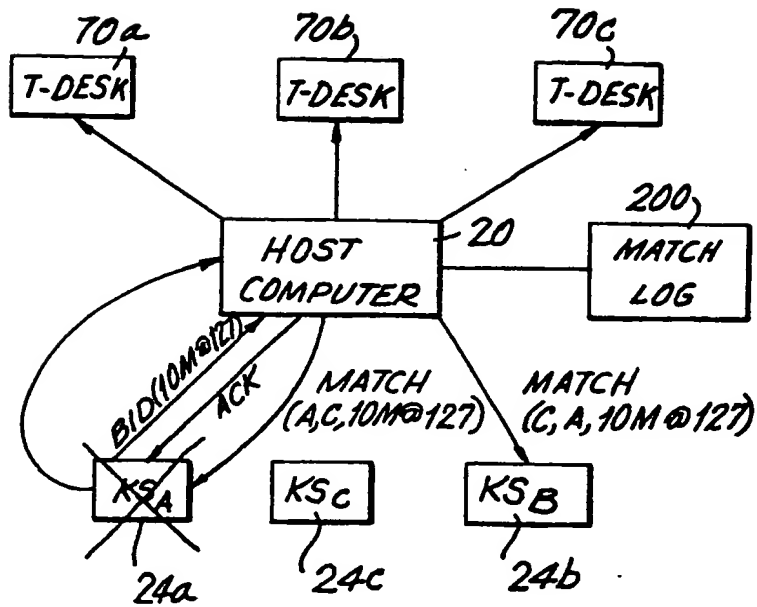 70a
70b
70c
T-DESK
T-DESK
T-DESK
200
20
HOST
COMPUTER
MATCH
LOG
BID(10M@127)
ACK
MATCH
(A,C,10M@127)
MATCH
(C,A,10M@127)
KSA
KSC
KSB
24a
24c
24b